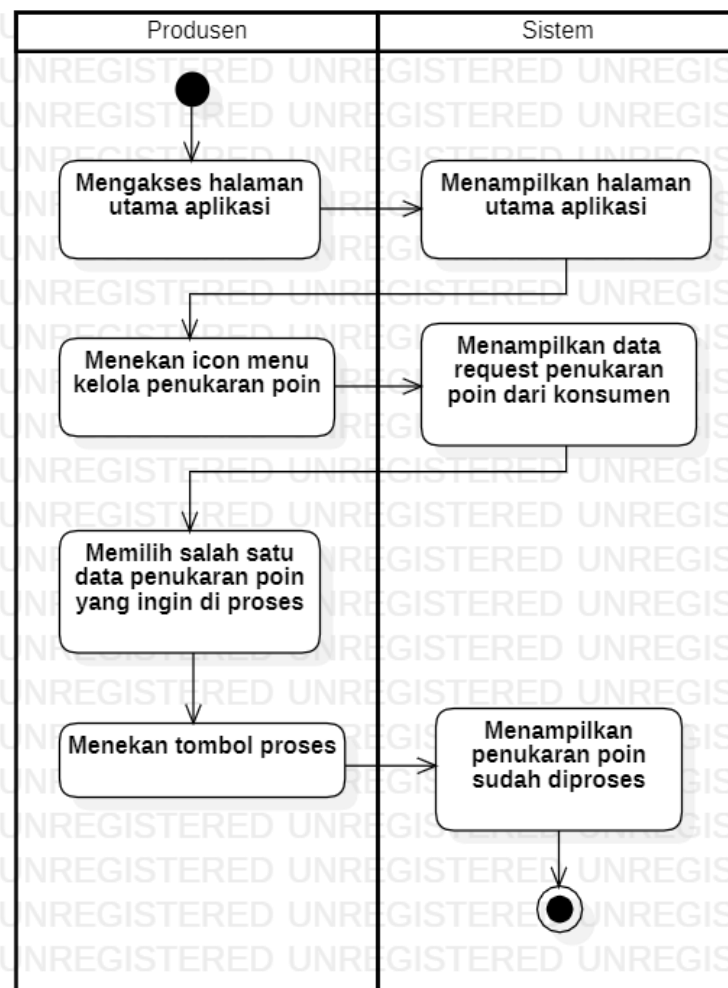 Produsen
Sistem
Mengakses halaman
utama aplikasi
Menampilkan halaman
utama aplikasi
Menekan icon menu
kelola penukaran poin
Menampilkan data
request penukaran
poin dari konsumen
Memilih salah satu
data penukaran poin
yang ingin di proses
Menekan tombol proses
Menampilkan
penukaran poin
sudah diproses
UNREGISTERED